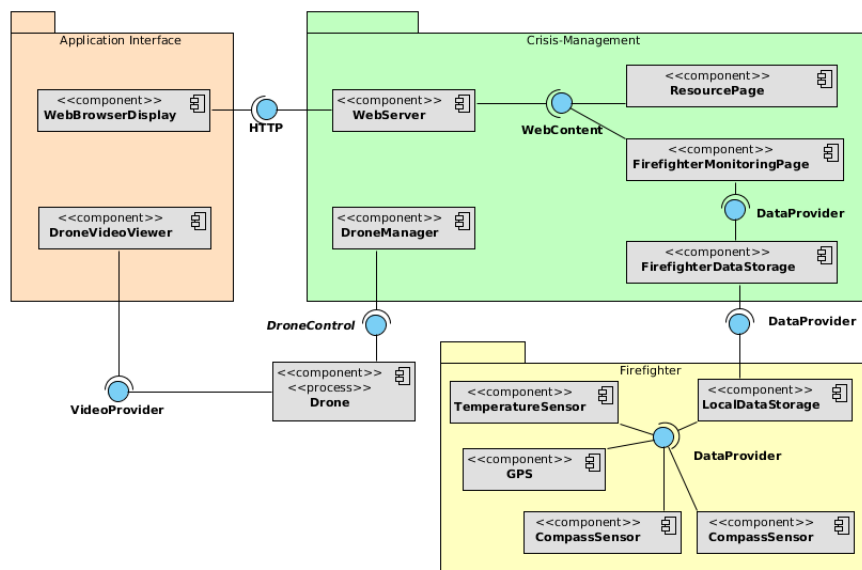 Application Interface
Crisis-Management
<<component>>
WebBrowserDisplay
HTTP
<<component>>
WebServer
WebContent
<<component>>
ResourcePage
<<component>>
FirefighterMonitoringPage
DataProvider
<<component>>
DroneVideoViewer
<<component>>
DroneManager
<<component>>
FirefighterDataStorage
DroneControl
DataProvider
VideoProvider
<<component>>
<<process>>
Drone
Firefighter
<<component>>
TemperatureSensor
<<component>>
LocalDataStorage
DataProvider
<<component>>
GPS
<<component>>
CompassSensor
<<component>>
CompassSensor